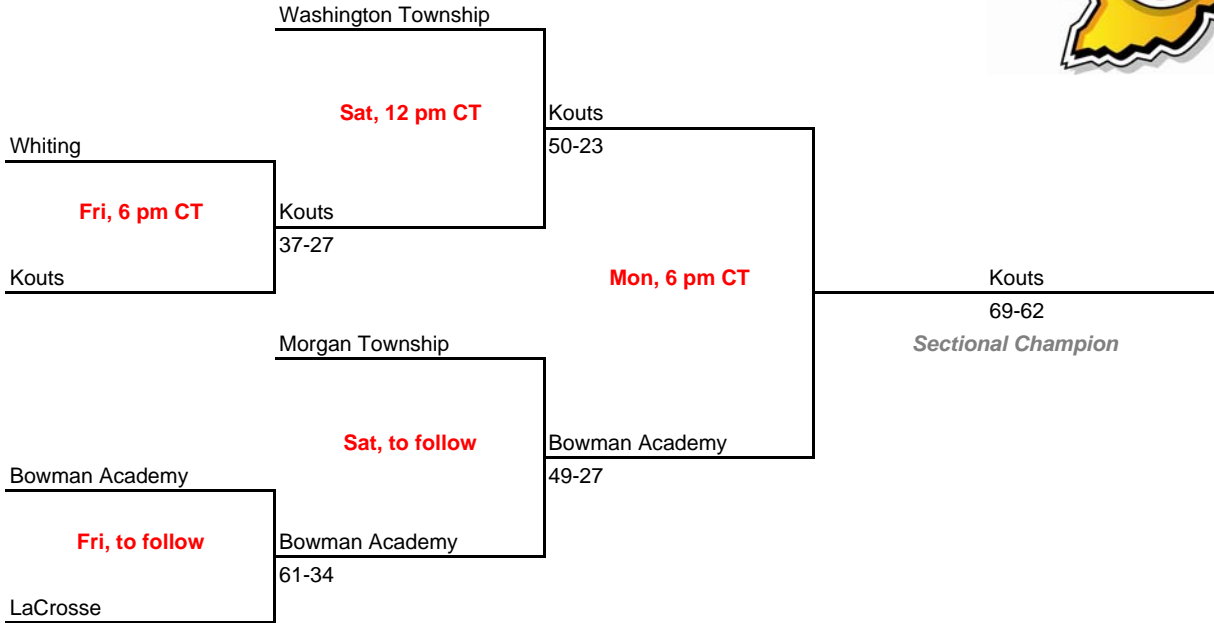 Washington Township
Sat, 12 pm CT
Kouts
Whiting
50-23
Fri, 6 pm CT
Kouts
37-27
Kouts
Mon, 6 pm CT
Kouts
69-62
Morgan Township
Sectional Champion
Sat, to follow
Bowman Academy
Bowman Academy
49-27
Fri, to follow
Bowman Academy
61-34
LaCrosse